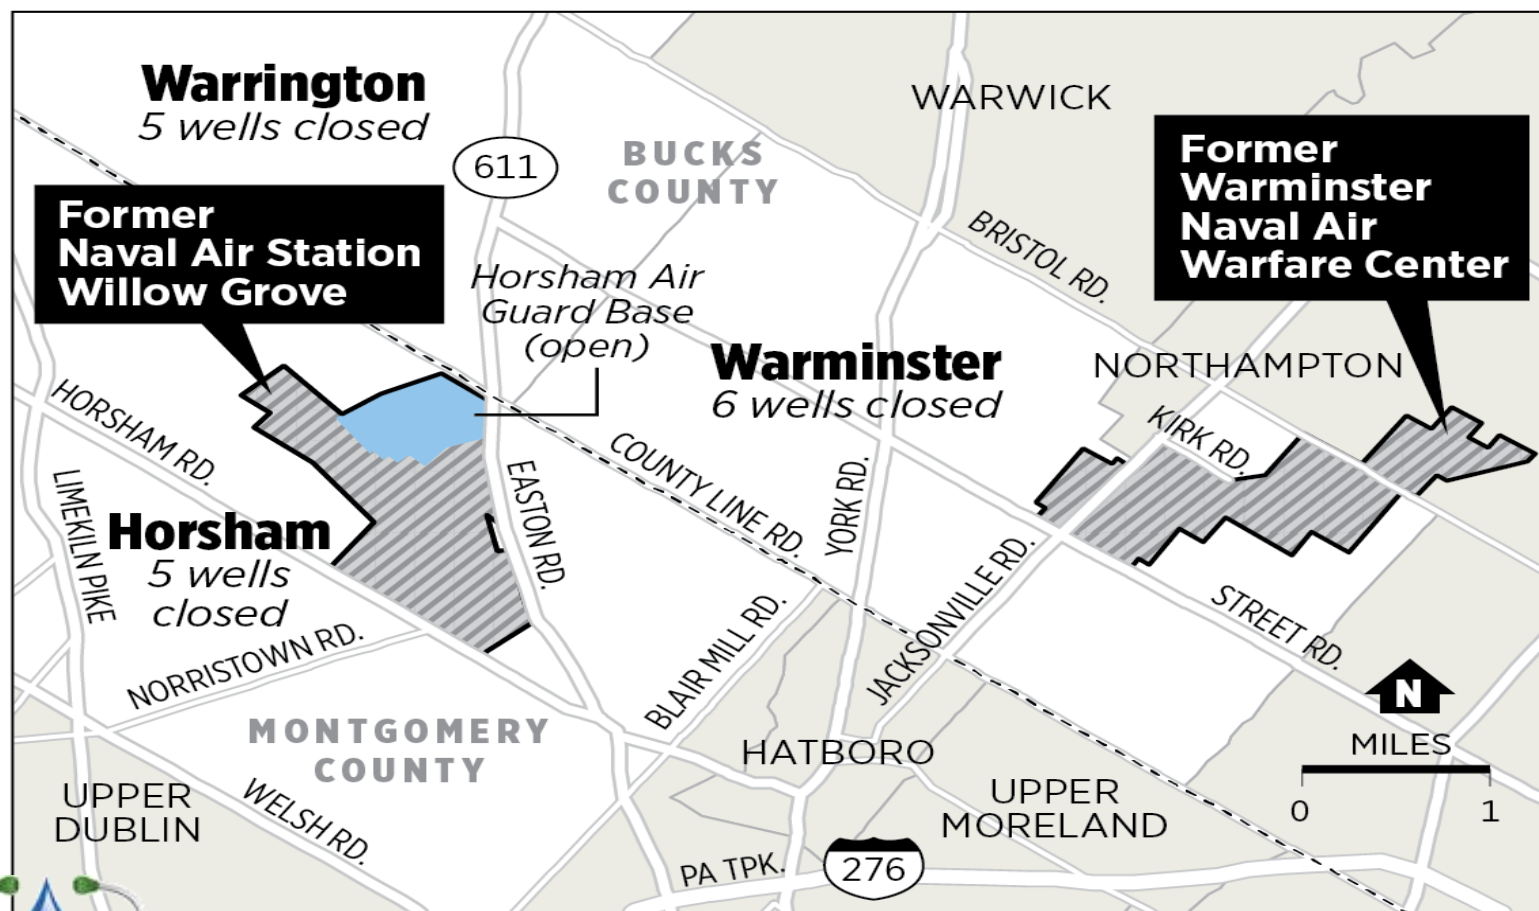 Warrington
5 wells closed
611
BUCKS
COUNTY
WARWICK
Former
Warminster
Naval Air
Warfare Center
Former
Naval Air Station
Willow Grove
Horsham Air
Guard Base
(open)
BRISTOL RD.
Warminster
6 wells closed
NORTHAMPTON
KIRK RD.
HORSHAM RD.
LIMEKILN PIKE
Horsham
5 wells
closed
EASTON RD.
COUNTY LINE RD.
YORK RD.
JACKSONVILLE RD.
STREET RD.
NORRISTOWN RD.
BLAIR MILL RD.
MONTGOMERY
COUNTY
HATBORO
N
MILES
0 1
UPPER
DUBLIN
WELSH RD.
UPPER
MORELAND
PA TPK.
276